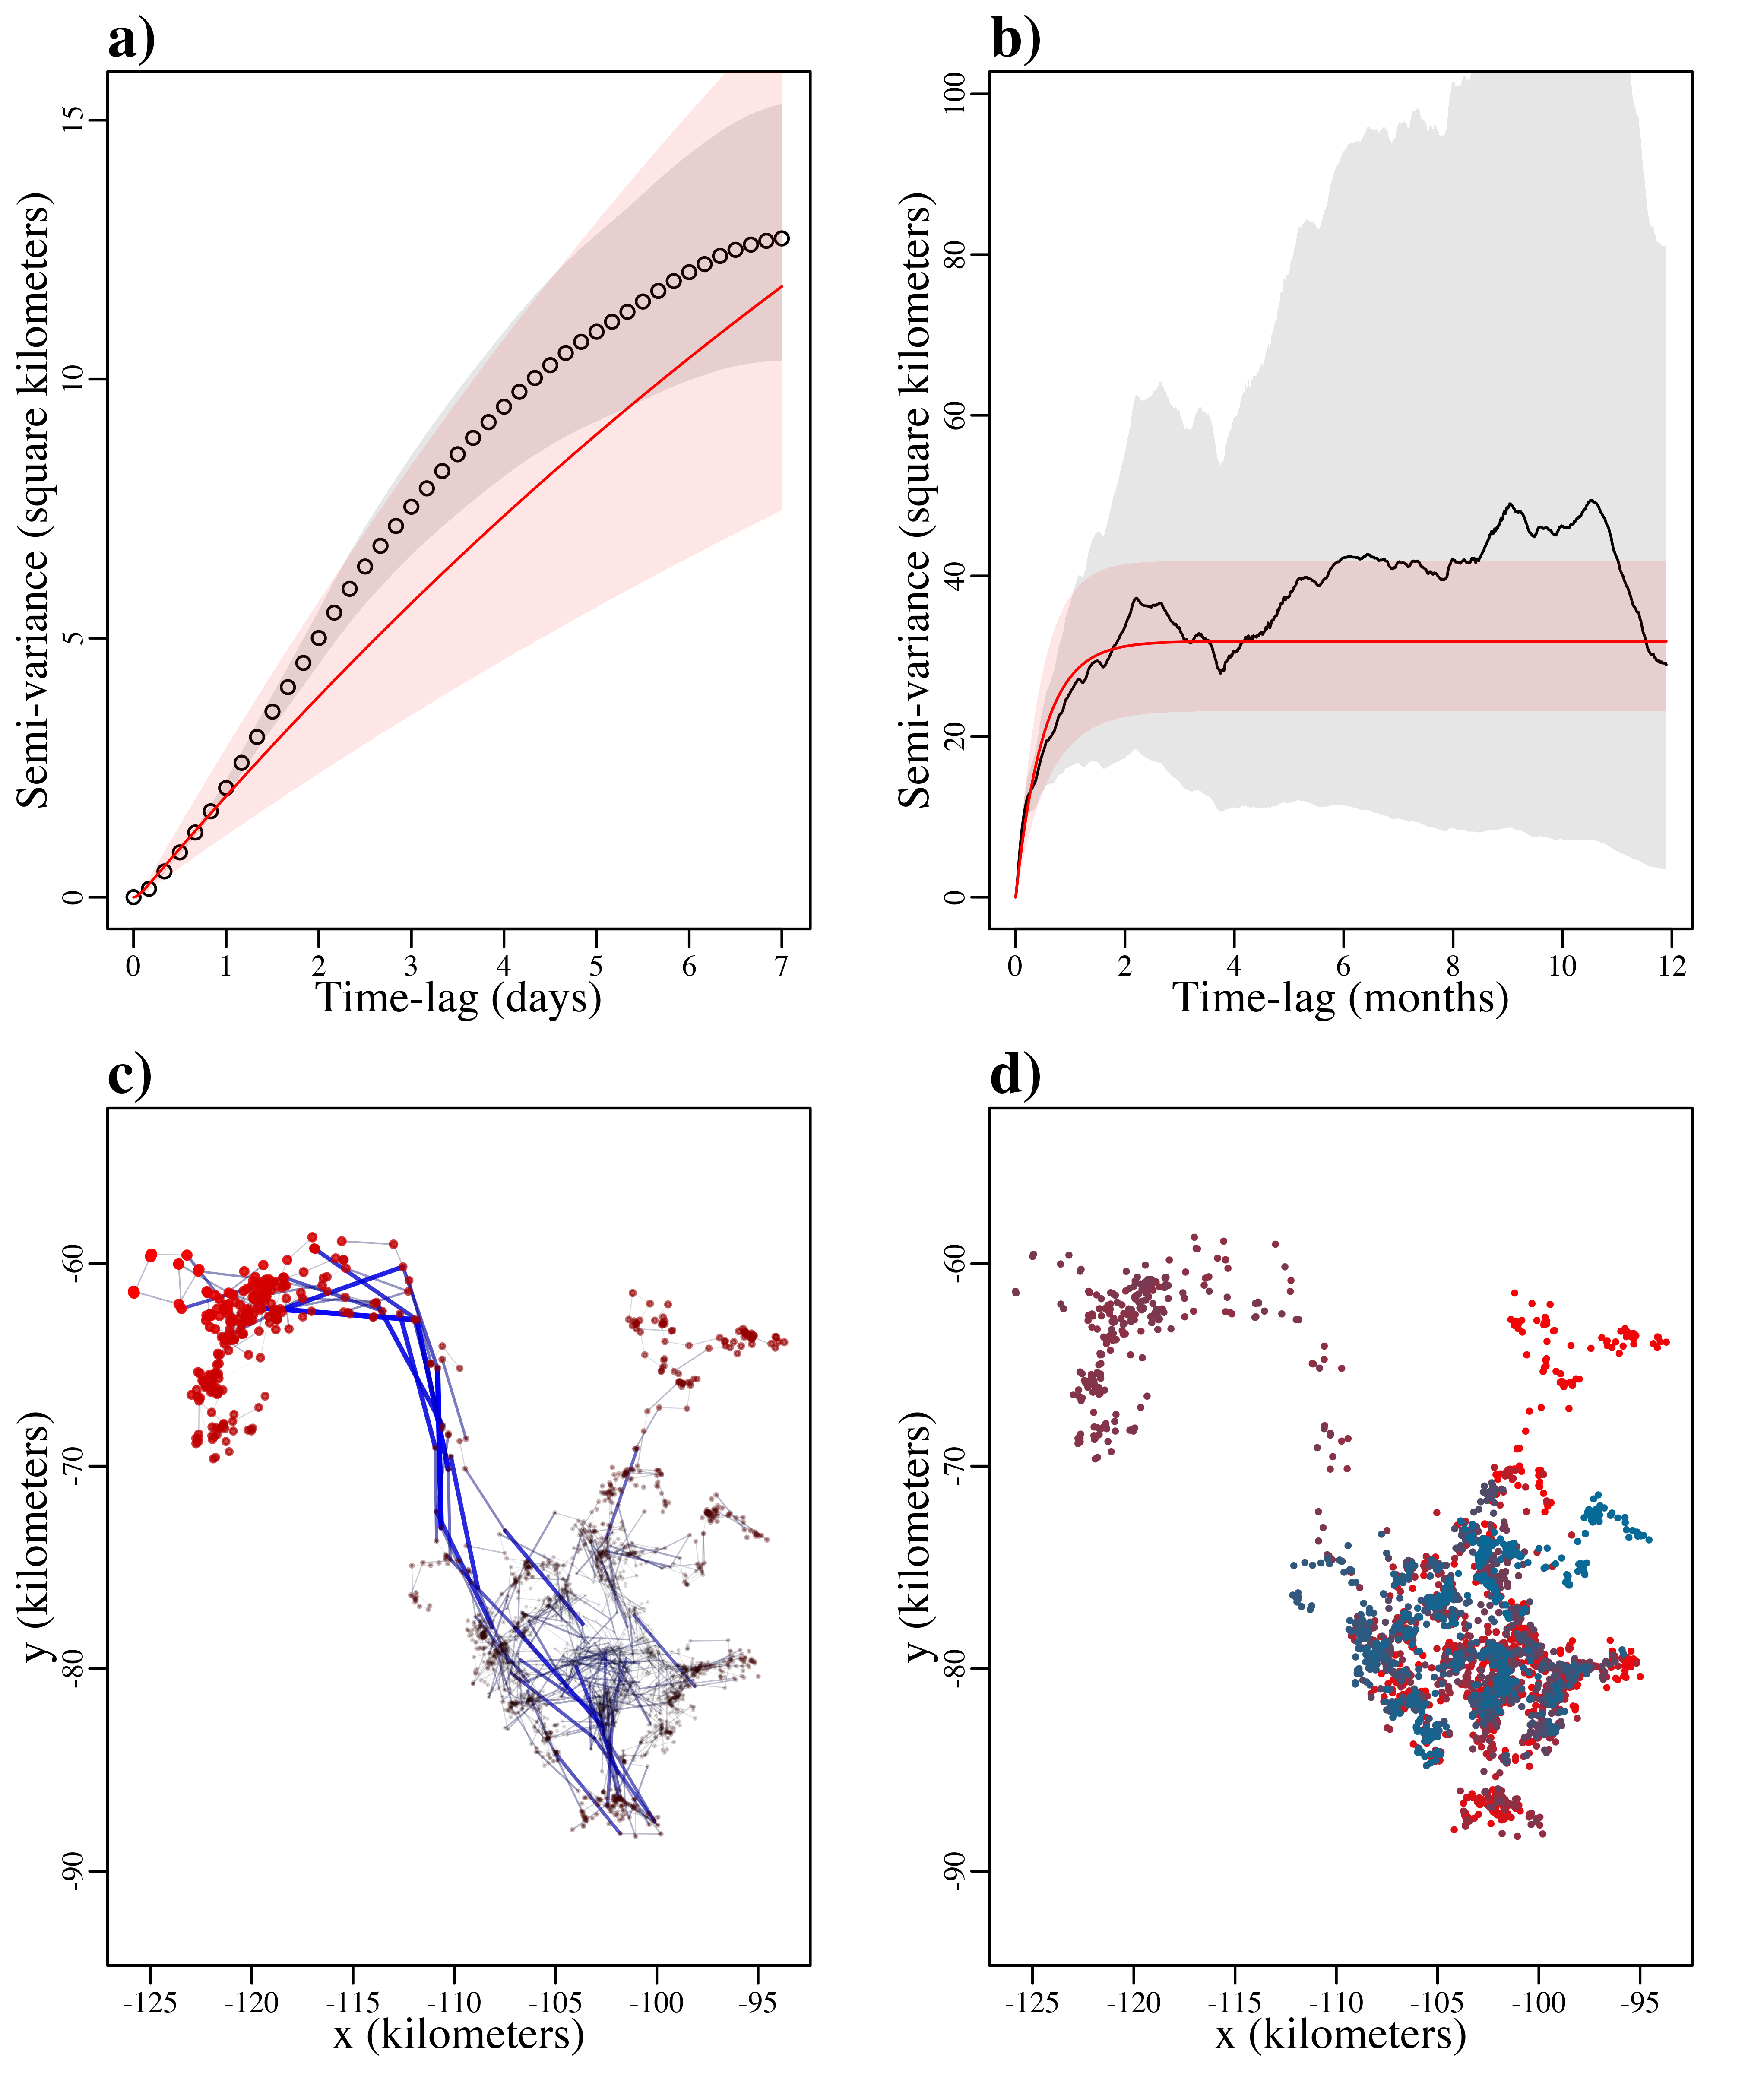 a)
Semi-variance (square kilometers)
15
10
5
0
0 1 2 3 4 5 6 7
Time-lag (days)
b)
Semi-variance (square kilometers)
100
80
60
40
20
0
0 2 4 6 8 10 12
Time-lag (months)
c)
y (kilometers)
-60
-70
-80
-90
-125 -120 -115 -110 -105 -100 -95
x (kilometers)
d)
y (kilometers)
-60
-70
-80
-90
-125 -120 -115 -110 -105 -100 -95
x (kilometers)